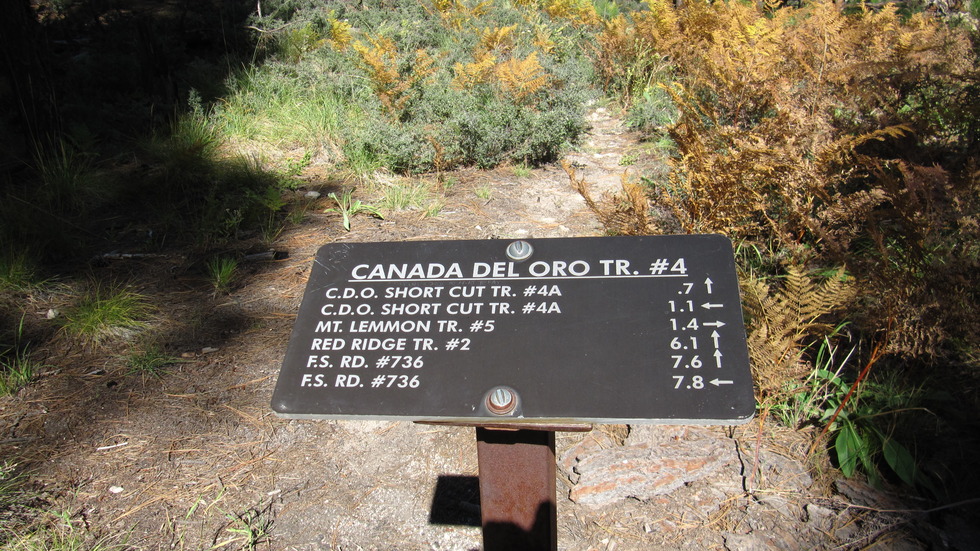 CANADA DEL ORO TR. #4
C.D.O. SHORT CUT TR. #4A .7 ↑
C.D.O. SHORT CUT TR. #4A 1.1 ←
MT. LEMMON TR. #5 1.4 →
RED RIDGE TR. #2 6.1 ↑
F.S. RD. #736 7.6 ↑
F.S. RD. #736 7.8 ←